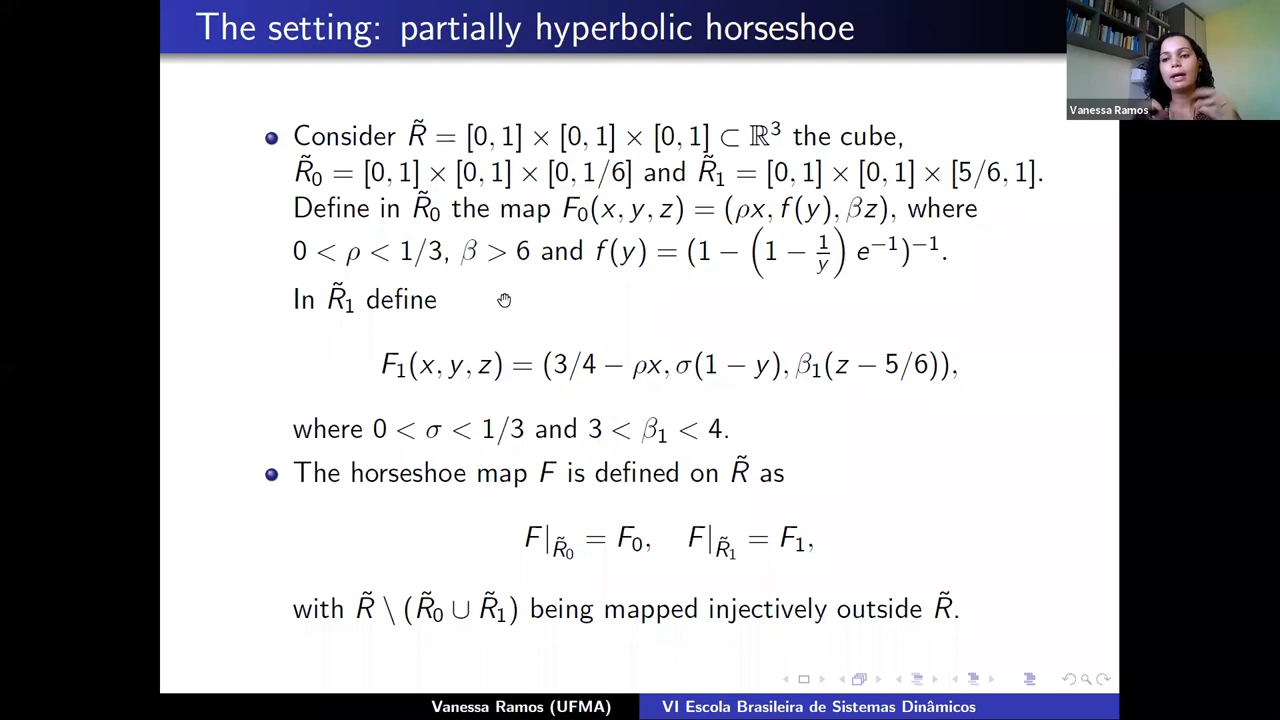 The setting: partially hyperbolic horseshoe
Vanessa Ramos
Consider R̃ = [0, 1] × [0, 1] × [0, 1] ⊂ ℝ³ the cube,
R̃₀ = [0, 1] × [0, 1] × [0, 1/6] and R̃₁ = [0, 1] × [0, 1] × [5/6, 1].
Define in R̃₀ the map F₀(x, y, z) = (ρx, f(y), βz), where
0 < ρ < 1/3, β > 6 and f(y) = (1 − (1 − 1/y) e⁻¹)⁻¹.
In R̃₁ define
F₁(x, y, z) = (3/4 − ρx, σ(1 − y), β₁(z − 5/6)),
where 0 < σ < 1/3 and 3 < β₁ < 4.
The horseshoe map F is defined on R̃ as
F|R̃₀ = F₀, F|R̃₁ = F₁,
with R̃ \ (R̃₀ ∪ R̃₁) being mapped injectively outside R̃.
Vanessa Ramos (UFMA) VI Escola Brasileira de Sistemas Dinâmicos